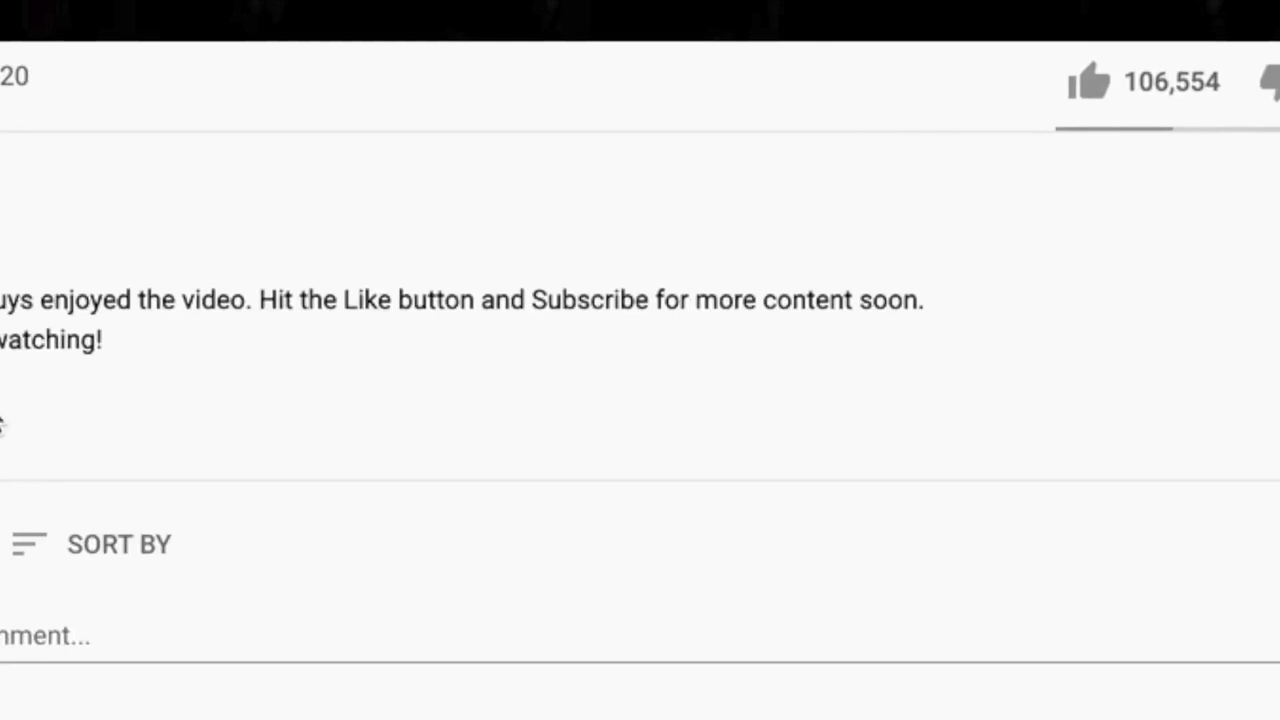 20
106,554
uys enjoyed the video. Hit the Like button and Subscribe for more content soon.
watching!
SORT BY
mment...